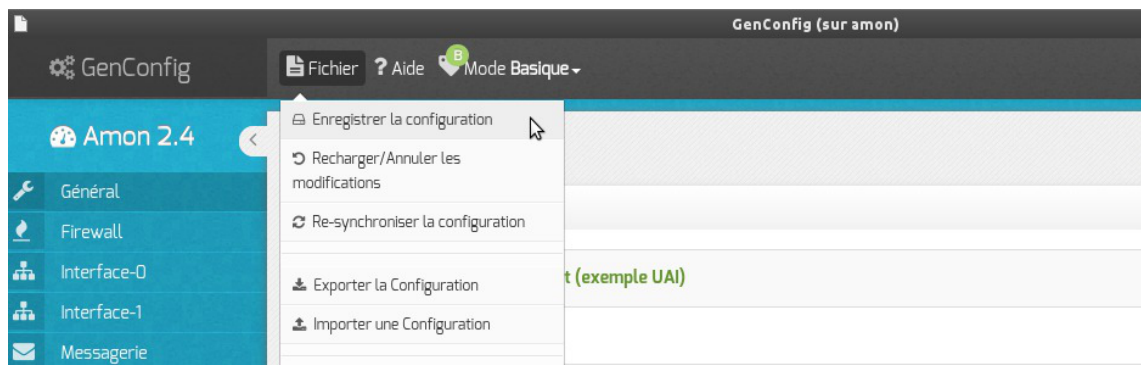 GenConfig (sur amon)
GenConfig
Fichier ? Aide B Mode Basique
Amon 2.4
Enregistrer la configuration
Recharger/Annuler les
modifications
Général
Re-synchroniser la configuration
Firewall
Interface-0
t (exemple UAI)
Exporter la Configuration
Interface-1
Importer une Configuration
Messagerie